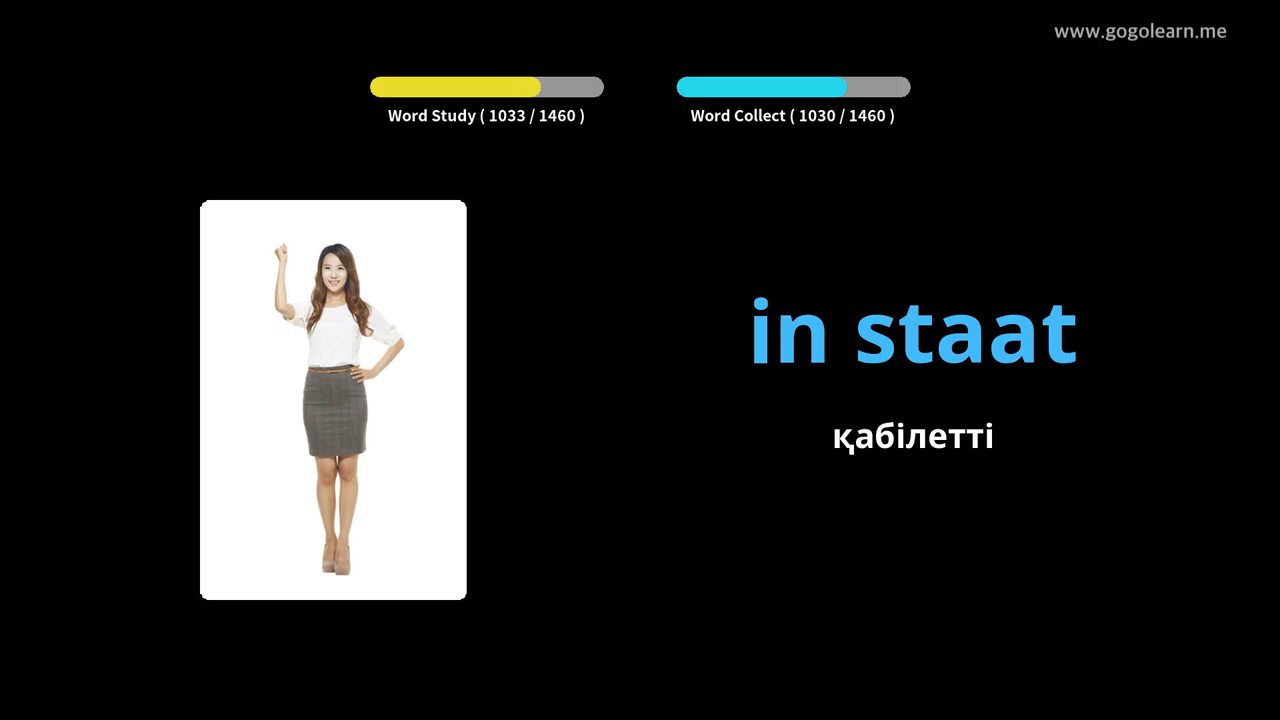 www.gogolearn.me
Word Study ( 1033 / 1460 )
Word Collect ( 1030 / 1460 )
in staat
қабілетті